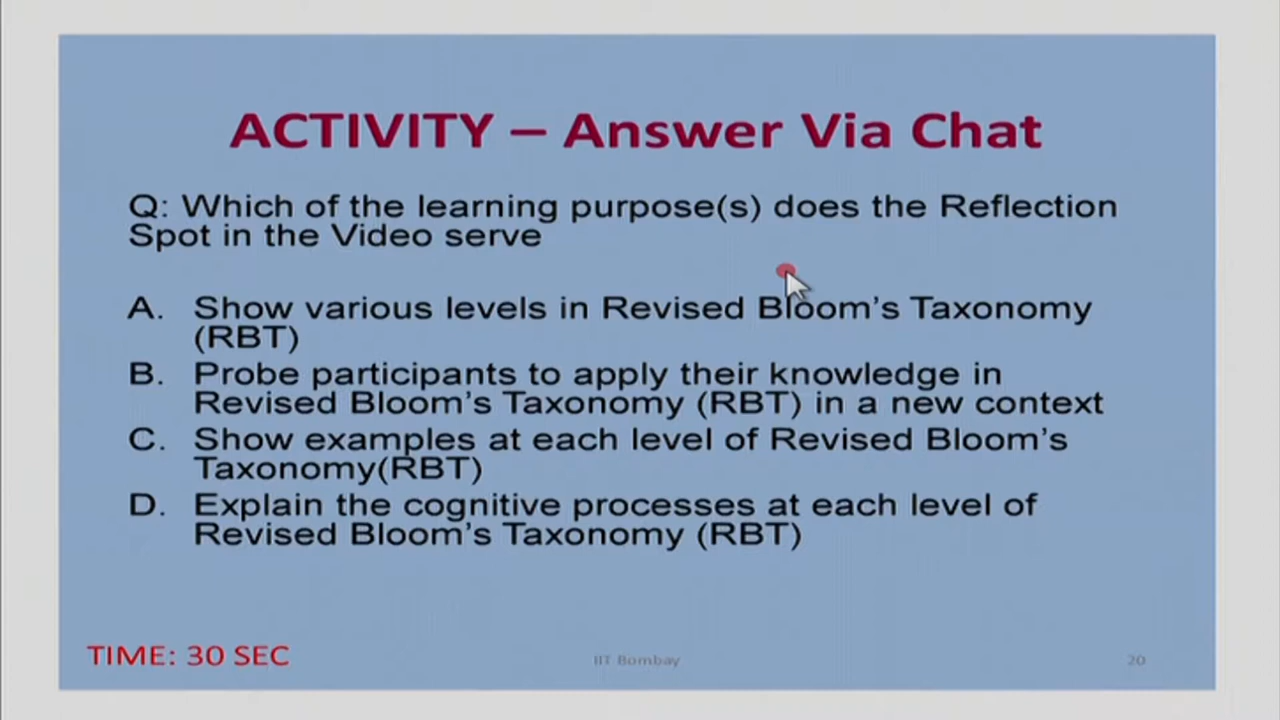 ACTIVITY – Answer Via Chat
Q: Which of the learning purpose(s) does the Reflection
Spot in the Video serve
A. Show various levels in Revised Bloom's Taxonomy
(RBT)
B. Probe participants to apply their knowledge in
Revised Bloom's Taxonomy (RBT) in a new context
C. Show examples at each level of Revised Bloom's
Taxonomy(RBT)
D. Explain the cognitive processes at each level of
Revised Bloom's Taxonomy (RBT)
TIME: 30 SEC
IIT Bombay
20